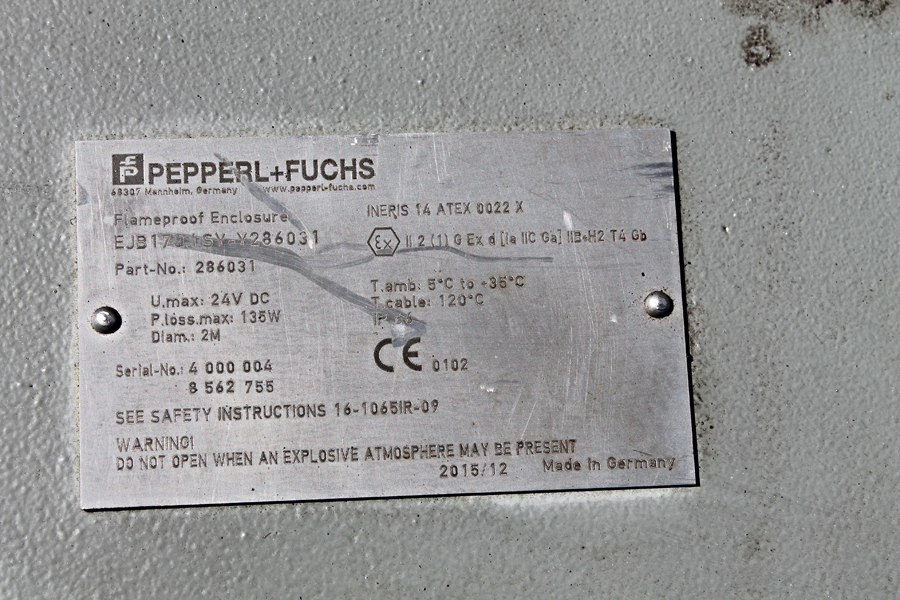 PEPPERL+FUCHS
68307 Mannheim, Germany www.pepperl-fuchs.com
Flameproof Enclosure
INERIS 14 ATEX 0022 X
Y286031
Ex II 2 (1) G Ex d [ia IIC Ga] IIB+H2 T4 Gb
Part-No.: 286031
T.amb: 5°C to +35°C
U.max: 24V DC
T.cable: 120°C
P.loss.max: 135W
Diam.: 2M
CE 0102
Serial-No.: 4 000 004
8 562 755
SEE SAFETY INSTRUCTIONS 16-1065IR-09
WARNING!
DO NOT OPEN WHEN AN EXPLOSIVE ATMOSPHERE MAY BE PRESENT
2015/12 Made in Germany